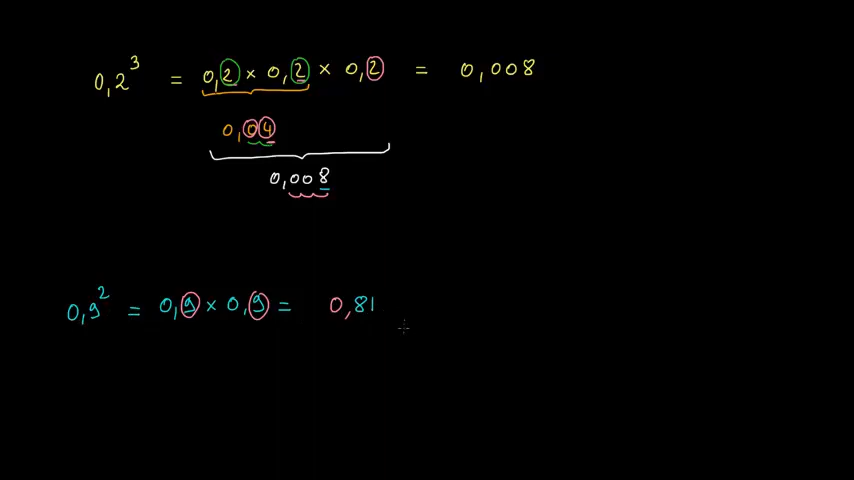 0,2³ = 0,2 × 0,2 × 0,2 = 0,008
0,04
0,008
0,9² = 0,9 × 0,9 = 0,81